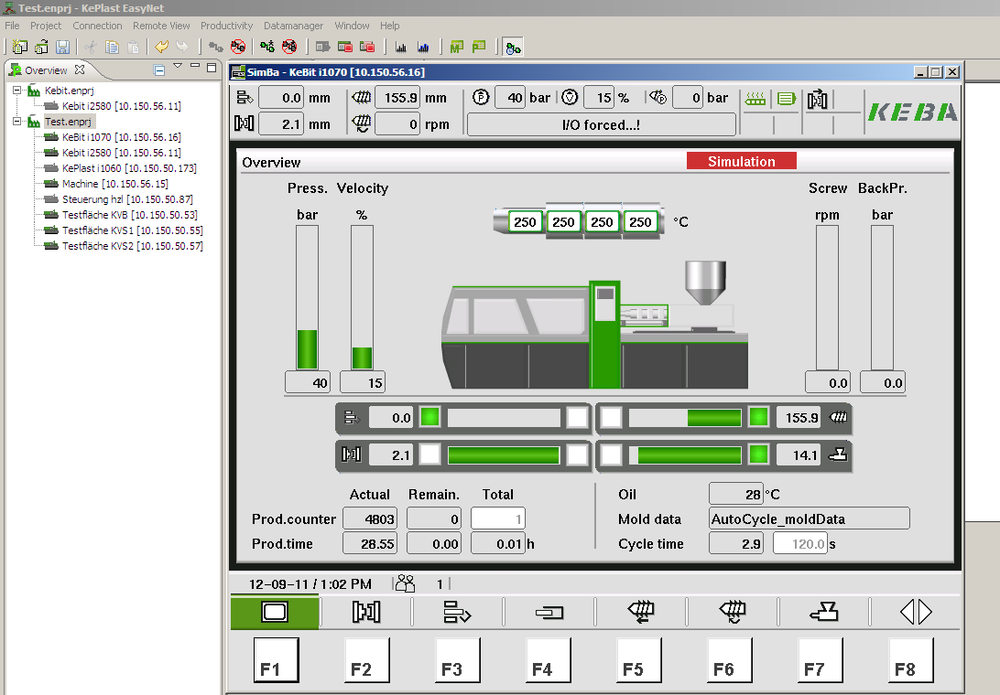 Test.enprj - KePlast EasyNet
File Project Connection Remote View Productivity Datamanager Window Help
Overview
Kebit.enprj
Kebit i2580 [10.150.56.11]
Test.enprj
KeBit i1070 [10.150.56.16]
Kebit i2580 [10.150.56.11]
KePlast i1060 [10.150.50.173]
Machine [10.156.56.15]
Steuerung hzl [10.150.50.87]
Testfläche KVB [10.150.50.53]
Testfläche KVS1 [10.150.50.55]
Testfläche KVS2 [10.150.50.57]
SimBa - KeBit i1070 [10.150.56.16]
0.0 mm 155.9 mm P 40 bar V 15 % P 0 bar
2.1 mm 0 rpm I/O forced...!
KEBA
Overview Simulation
Press. Velocity Screw BackPr.
bar % rpm bar
250 250 250 250 °C
40 15 0.0 0.0
0.0 155.9
2.1 14.1
Actual Remain. Total Oil 28 °C
Prod.counter 4803 0 1 Mold data AutoCycle_moldData
Prod.time 28.55 0.00 0.01 h Cycle time 2.9 120.0 s
12-09-11 / 1:02 PM 1
F1 F2 F3 F4 F5 F6 F7 F8